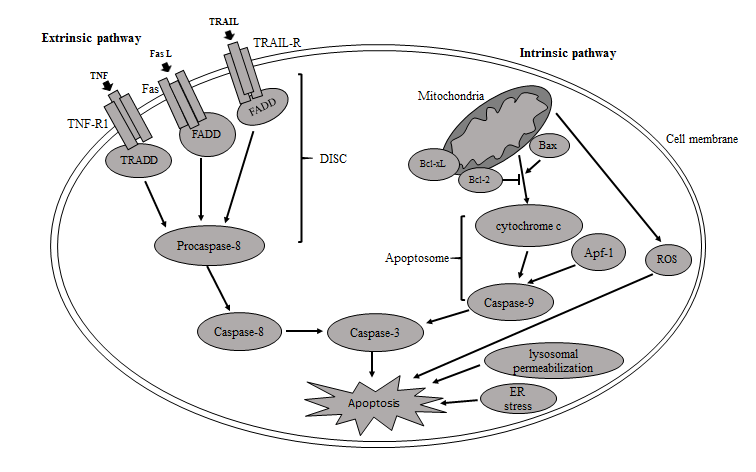 Extrinsic pathway
TRAIL
TRAIL-R
Fas L
Fas
TNF
TNF-R1
FADD
FADD
TRADD
DISC
Procaspase-8
Caspase-8
Caspase-3
Apoptosis
Intrinsic pathway
Mitochondria
Cell membrane
Bax
Bcl-xL
Bcl-2
cytochrome c
Apoptosome
Apf-1
ROS
Caspase-9
lysosomal
permeabilization
ER
stress